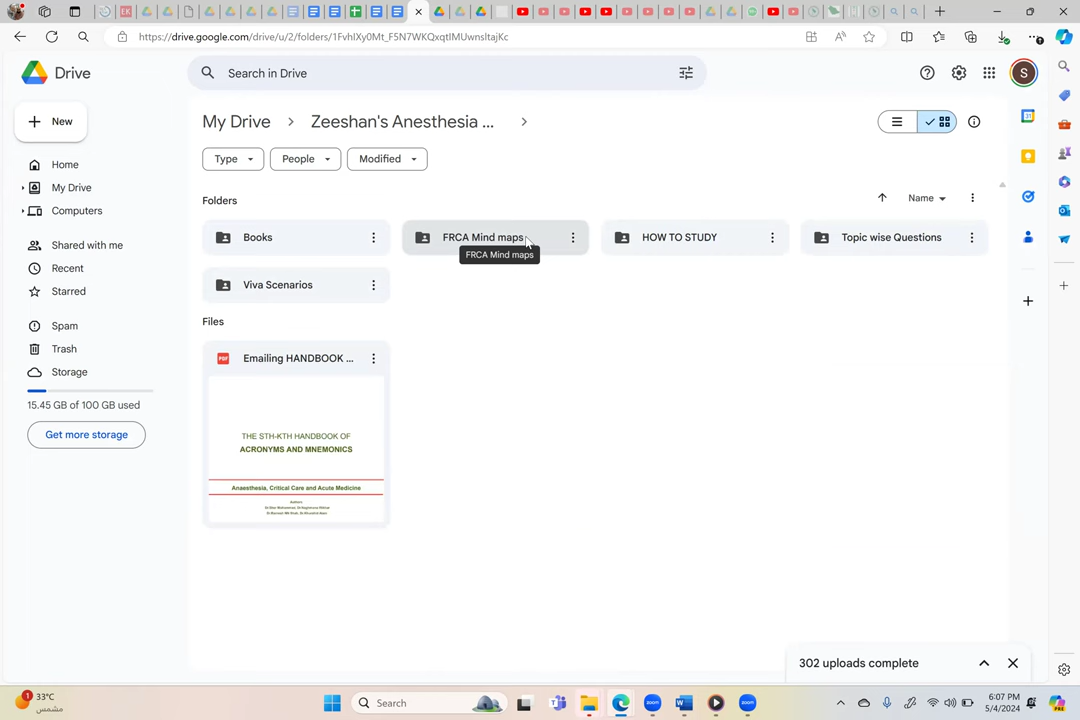 https://drive.google.com/drive/u/2/folders/1FvhIXy0Mt_F5N7WKQxqtIMUwnsltajKc
Drive
Search in Drive
New
My Drive
Zeeshan's Anesthesia ...
Type
People
Modified
Home
My Drive
Computers
Shared with me
Recent
Starred
Spam
Trash
Storage
15.45 GB of 100 GB used
Get more storage
Folders
Name
Books
FRCA Mind maps
HOW TO STUDY
Topic wise Questions
FRCA Mind maps
Viva Scenarios
Files
PDF
Emailing HANDBOOK ...
THE STH-KTH HANDBOOK OF
ACRONYMS AND MNEMONICS
Anaesthesia, Critical Care and Acute Medicine
Authors
302 uploads complete
33°C
مشمس
Search
6:07 PM
5/4/2024